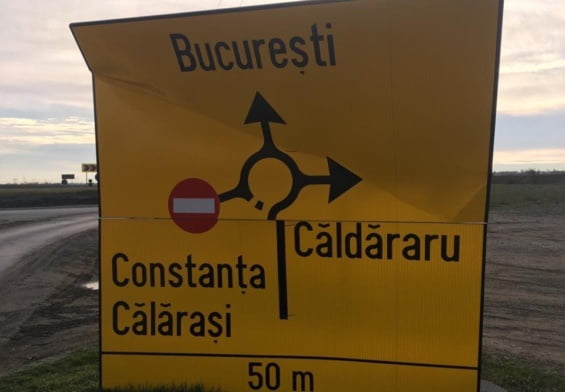 București
Căldăraru
Constanța
Călărași
50 m